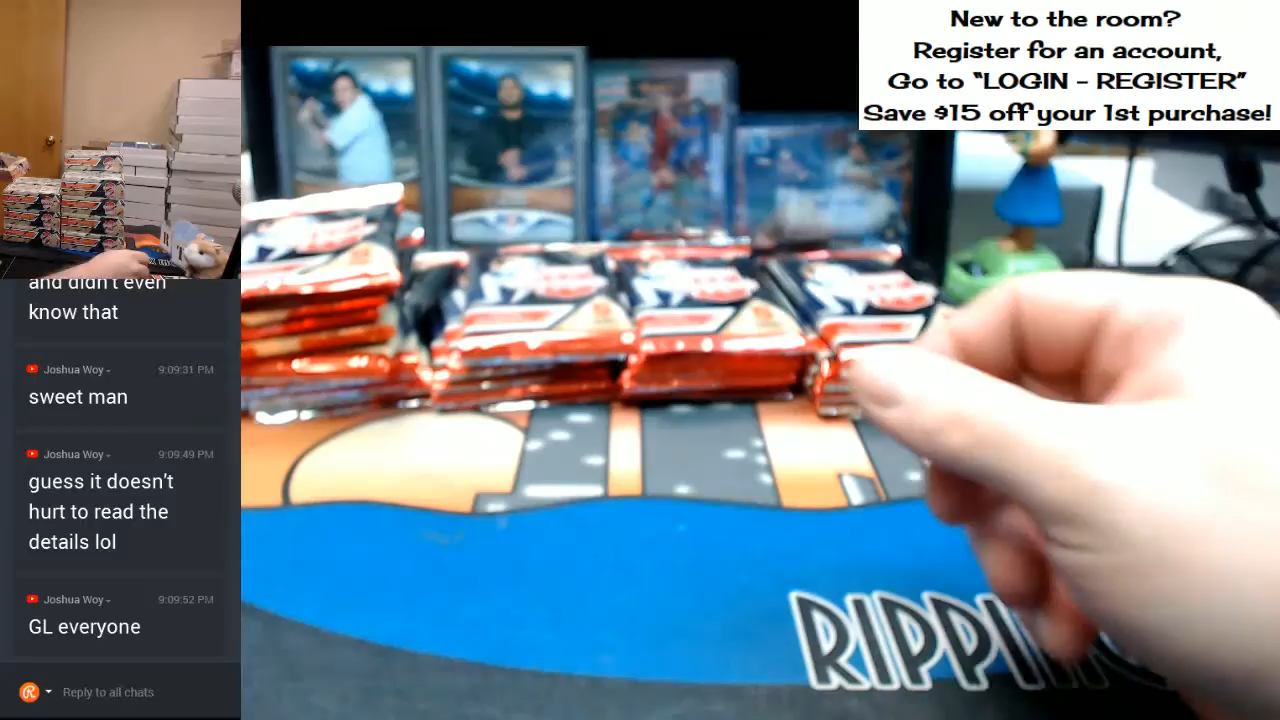 New to the room?
Register for an account,
Go to “LOGIN - REGISTER”
Save $15 off your 1st purchase!
and didn't even
know that
Joshua Woy
9:09:31 PM
sweet man
Joshua Woy
9:09:49 PM
guess it doesn't
hurt to read the
details lol
Joshua Woy
9:09:52 PM
GL everyone
Reply to all chats